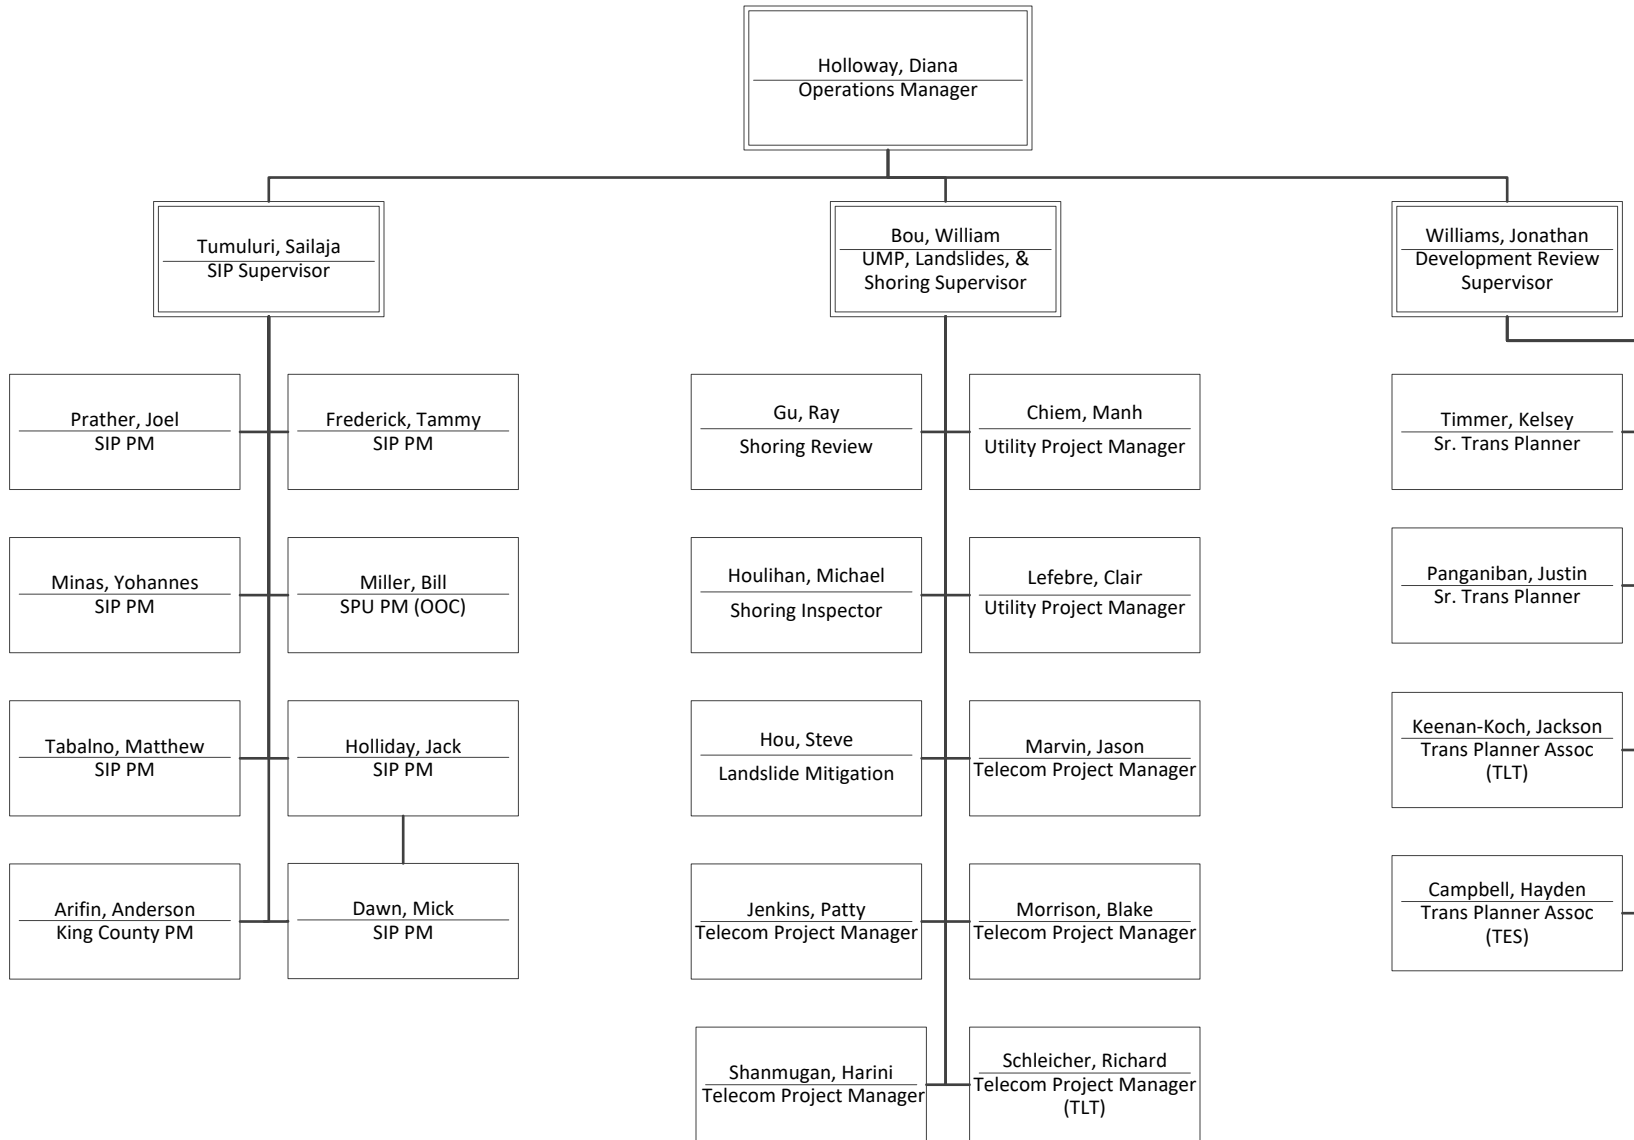 Holloway, Diana
Operations Manager
Tumuluri, Sailaja
SIP Supervisor
Bou, William
UMP, Landslides, &
Shoring Supervisor
Williams, Jonathan
Development Review
Supervisor
Prather, Joel
SIP PM
Frederick, Tammy
SIP PM
Gu, Ray
Shoring Review
Chiem, Manh
Utility Project Manager
Timmer, Kelsey
Sr. Trans Planner
Minas, Yohannes
SIP PM
Miller, Bill
SPU PM (OOC)
Houlihan, Michael
Shoring Inspector
Lefebre, Clair
Utility Project Manager
Panganiban, Justin
Sr. Trans Planner
Tabalno, Matthew
SIP PM
Holliday, Jack
SIP PM
Hou, Steve
Landslide Mitigation
Marvin, Jason
Telecom Project Manager
Keenan-Koch, Jackson
Trans Planner Assoc
(TLT)
Arifin, Anderson
King County PM
Dawn, Mick
SIP PM
Jenkins, Patty
Telecom Project Manager
Morrison, Blake
Telecom Project Manager
Campbell, Hayden
Trans Planner Assoc
(TES)
Shanmugan, Harini
Telecom Project Manager
Schleicher, Richard
Telecom Project Manager
(TLT)